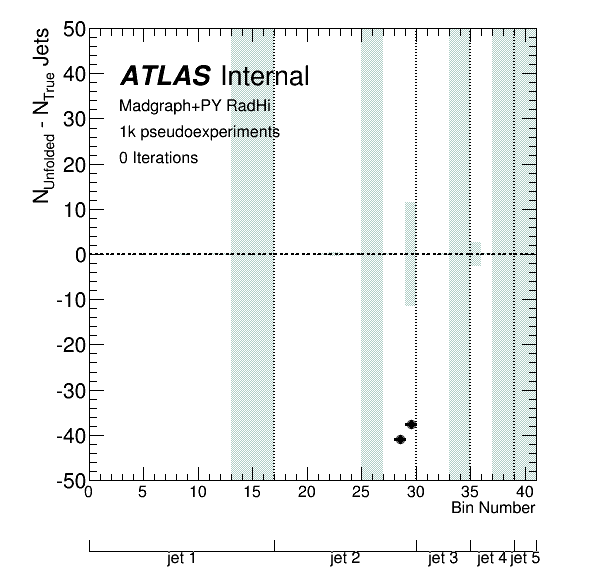 N_Unfolded - N_True Jets
50
40
30
20
10
0
-10
-20
-30
-40
-50
ATLAS Internal
Madgraph+PY RadHi
1k pseudoexperiments
0 Iterations
0 5 10 15 20 25 30 35 40
Bin Number
jet 1 jet 2 jet 3 jet 4 jet 5